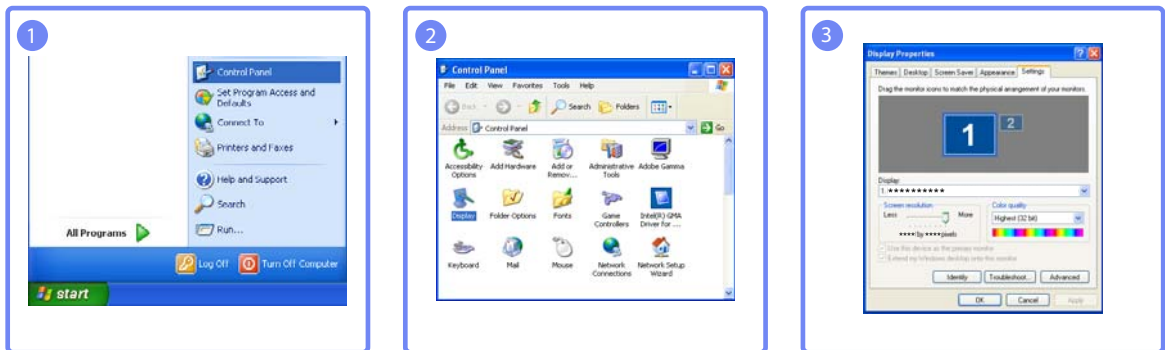 1
Control Panel
Set Program Access and
Defaults
Connect To
Printers and Faxes
Help and Support
Search
Run...
All Programs
Log Off
Turn Off Computer
start
2
Control Panel
File Edit View Favorites Tools Help
Back
Search
Folders
Address
Control Panel
Go
Accessibility
Options
Add Hardware
Add or
Remov...
Administrative
Tools
Adobe Gamma
Display
Folder Options
Fonts
Game
Controllers
Intel(R) GMA
Driver for ...
Keyboard
Mail
Mouse
Network
Connections
Network Setup
Wizard
3
Display Properties
Themes Desktop Screen Saver Appearance Settings
Drag the monitor icons to match the physical arrangement of your monitors.
1
2
Display:
1. **********
Screen resolution
Less
More
**** by **** pixels
Color quality
Highest (32 bit)
Use this device as the primary monitor
Extend my Windows desktop onto this monitor
Identify
Troubleshoot...
Advanced
OK
Cancel
Apply